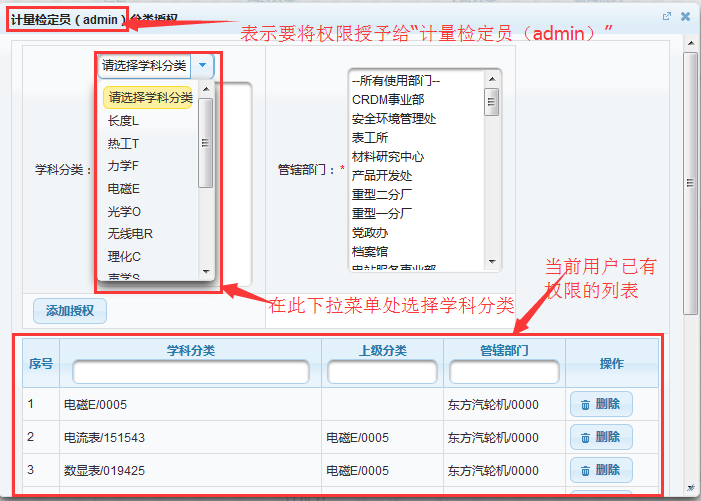 计量检定员（admin）分类授权
表示要将权限授予给“计量检定员（admin）”
请选择学科分类
请选择学科分类
长度L
热工T
力学F
电磁E
光学O
无线电R
理化C
声学S
学科分类：
管辖部门：*
--所有使用部门--
CRDM事业部
安全环境管理处
表工所
材料研究中心
产品开发处
重型二分厂
重型一分厂
党政办
档案馆
电站服务事业部
当前用户已有
权限的列表
在此下拉菜单处选择学科分类
添加授权
序号 学科分类 上级分类 管辖部门 操作
1 电磁E/0005 东方汽轮机/0000 删除
2 电流表/151543 电磁E/0005 东方汽轮机/0000 删除
3 数显表/019425 电磁E/0005 东方汽轮机/0000 删除